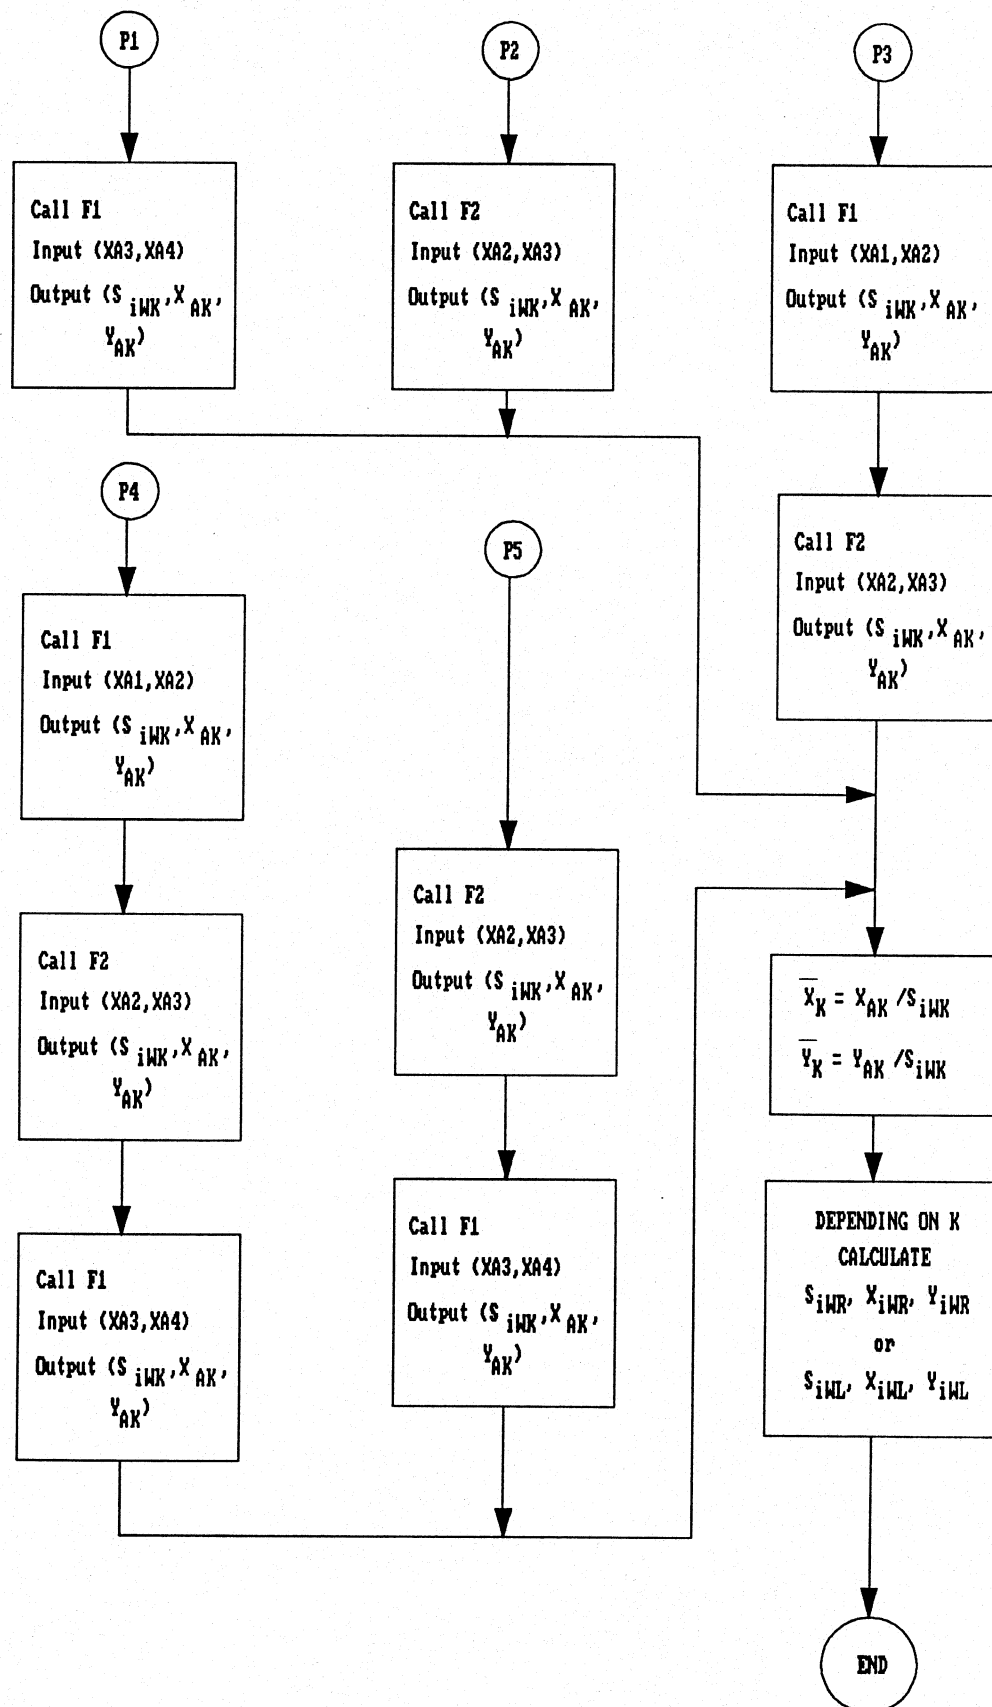 P1
Call F1
Input (XA3,XA4)
Output (S iWK,X AK,
YAK)
P2
Call F2
Input (XA2,XA3)
Output (S iWK,X AK,
YAK)
P3
Call F1
Input (XA1,XA2)
Output (S iWK,X AK,
YAK)
Call F2
Input (XA2,XA3)
Output (S iWK,X AK,
YAK)
P4
Call F1
Input (XA1,XA2)
Output (S iWK,X AK,
YAK)
Call F2
Input (XA2,XA3)
Output (S iWK,X AK,
YAK)
Call F1
Input (XA3,XA4)
Output (S iWK,X AK,
YAK)
P5
Call F2
Input (XA2,XA3)
Output (S iWK,X AK,
YAK)
Call F1
Input (XA3,XA4)
Output (S iWK,X AK,
YAK)
X̅K = XAK /SiWK
Y̅K = YAK /SiWK
DEPENDING ON K
CALCULATE
SiWR, XiWR, YiWR
or
SiWL, XiWL, YiWL
END